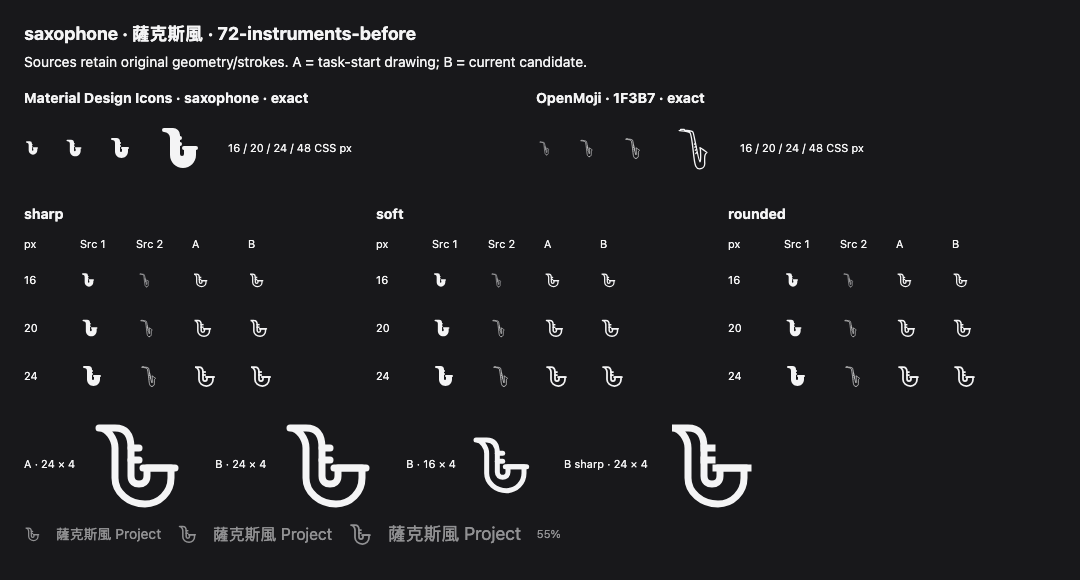 saxophone · 薩克斯風 · 72-instruments-before
Sources retain original geometry/strokes. A = task-start drawing; B = current candidate.
Material Design Icons · saxophone · exact
OpenMoji · 1F3B7 · exact
16 / 20 / 24 / 48 CSS px
16 / 20 / 24 / 48 CSS px
sharp
soft
rounded
px Src 1 Src 2 A B
px Src 1 Src 2 A B
px Src 1 Src 2 A B
16
16
16
20
20
20
24
24
24
A · 24 × 4
B · 24 × 4
B · 16 × 4
B sharp · 24 × 4
薩克斯風 Project
薩克斯風 Project
薩克斯風 Project
55%